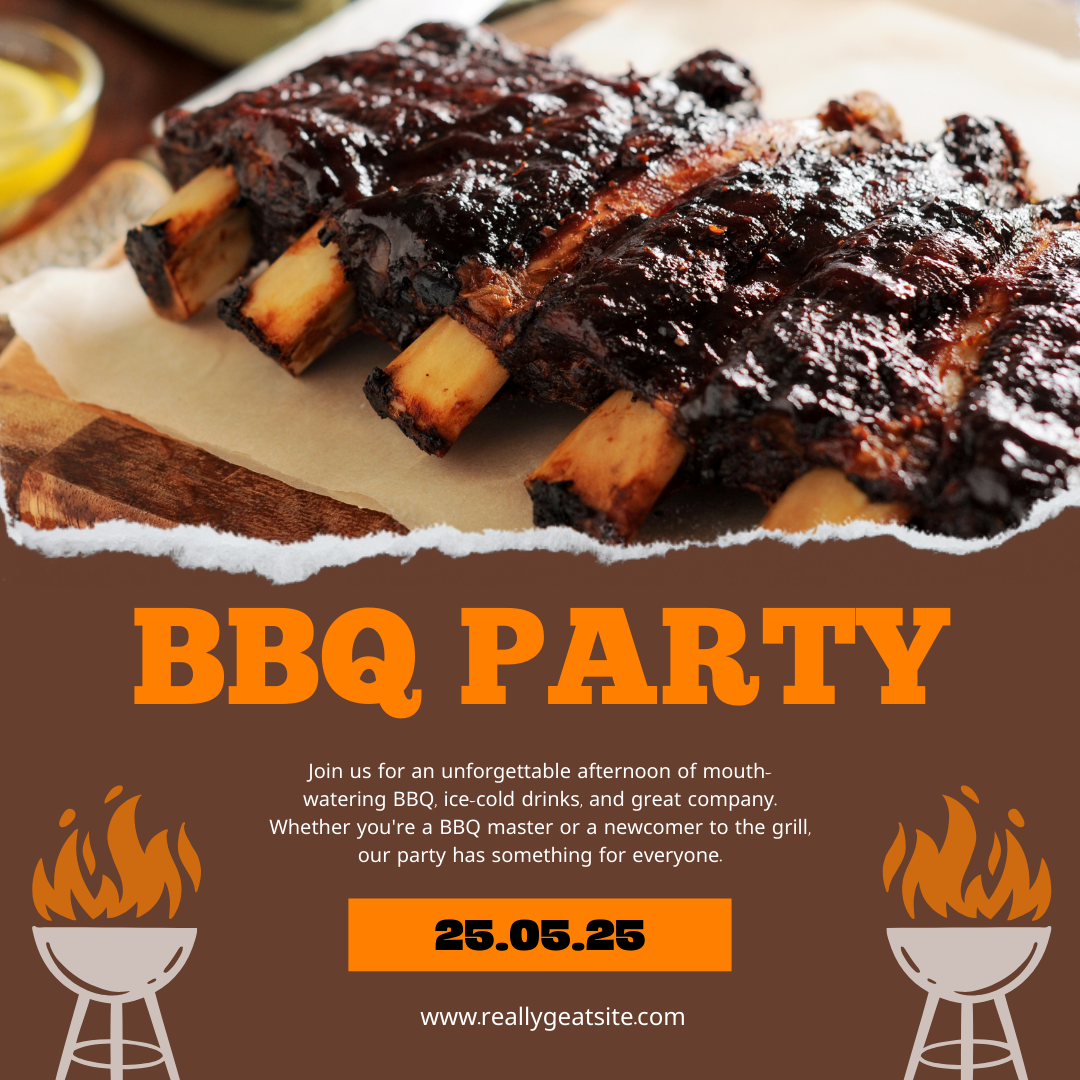 BBQ PARTY
Join us for an unforgettable afternoon of mouth-
watering BBQ, ice-cold drinks, and great company.
Whether you're a BBQ master or a newcomer to the grill,
our party has something for everyone.
25.05.25
www.reallygeatsite.com